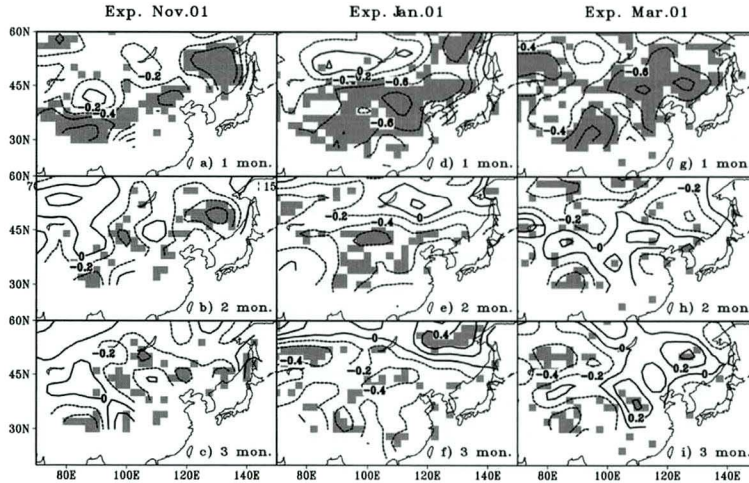 Exp. Nov.01 Exp. Jan.01 Exp. Mar.01
60N
0 -0.4
-0.2 -0.2 -0.6 -0.6
45N
-0.2
-0.4
30N -0.6 -0.4
a) 1 mon. d) 1 mon. g) 1 mon.
60N
70 15
-0.2 0 -0.2
-0.2 -0.4
45N
0 0
-0.2
30N
b) 2 mon. e) 2 mon. h) 2 mon.
60N
0.4
-0.2 0 -0.4
-0.4 -0.2 -0.2 0
45N -0.4 0.2
0
0.2
30N
c) 3 mon. f) 3 mon. i) 3 mon.
80E 100E 120E 140E 80E 100E 120E 140E 80E 100E 120E 140E